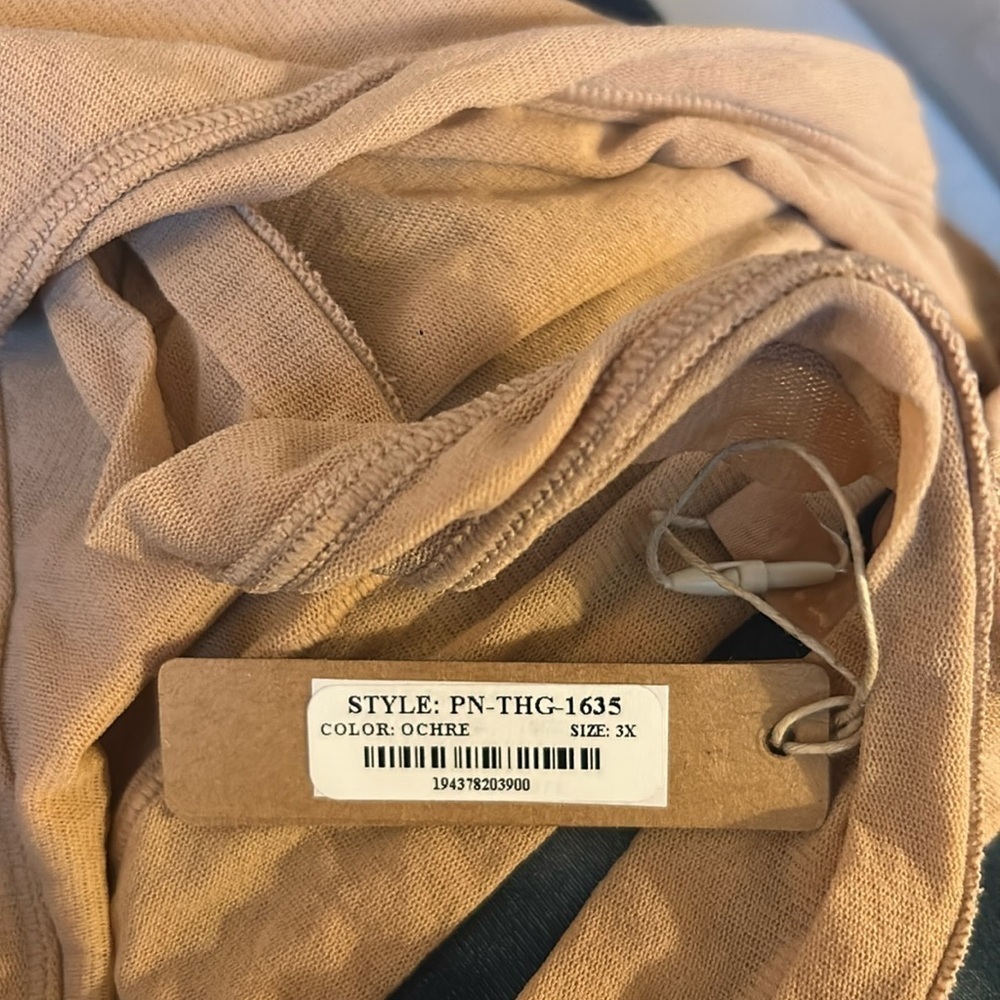 STYLE: PN-THG-1635
COLOR: OCHRE SIZE: 3X
194378203900